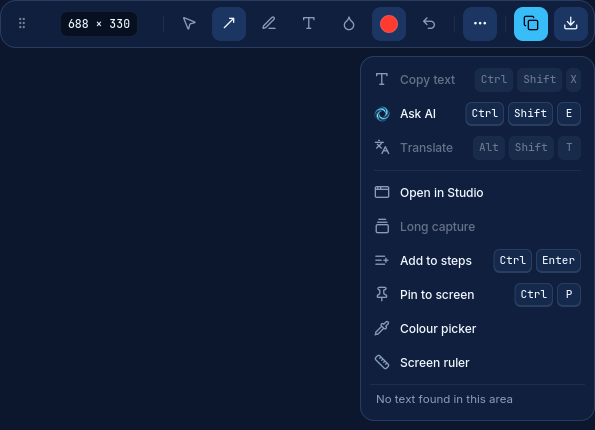 688 × 330
Copy text Ctrl Shift X
Ask AI Ctrl Shift E
Translate Alt Shift T
Open in Studio
Long capture
Add to steps Ctrl Enter
Pin to screen Ctrl P
Colour picker
Screen ruler
No text found in this area